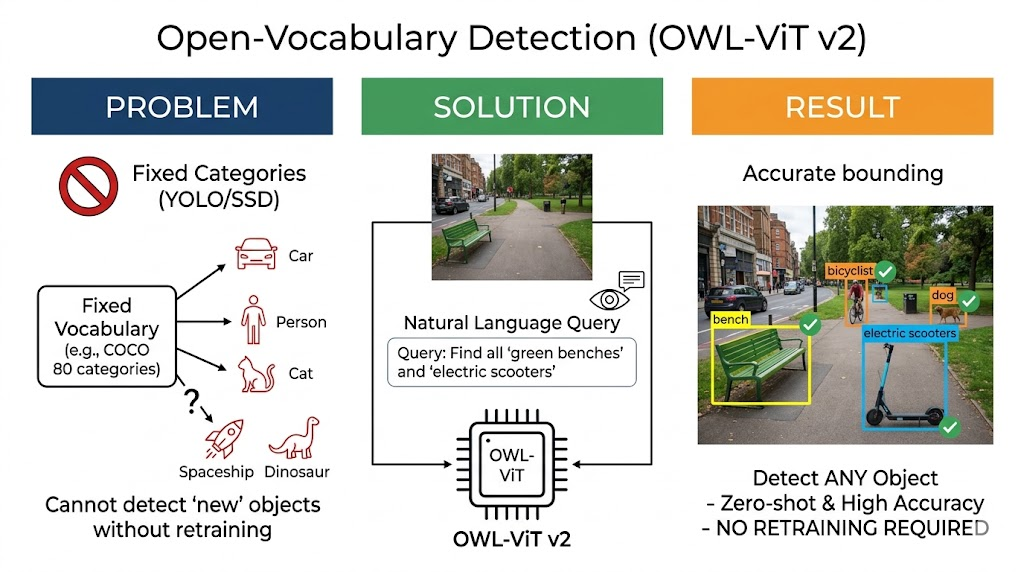 Open-Vocabulary Detection (OWL-ViT v2)
PROBLEM
Fixed Categories
(YOLO/SSD)
Fixed
Vocabulary
(e.g., COCO
80 categories)
Car
Person
Cat
?
Spaceship
Dinosaur
Cannot detect ‘new’ objects
without retraining
SOLUTION
Natural Language Query
Query: Find all ‘green benches’
and ‘electric scooters’
OWL-
ViT
OWL-ViT v2
RESULT
Accurate bounding
bicyclist
dog
bench
electric scooters
Detect ANY Object
- Zero-shot & High Accuracy
- NO RETRAINING REQUIRED